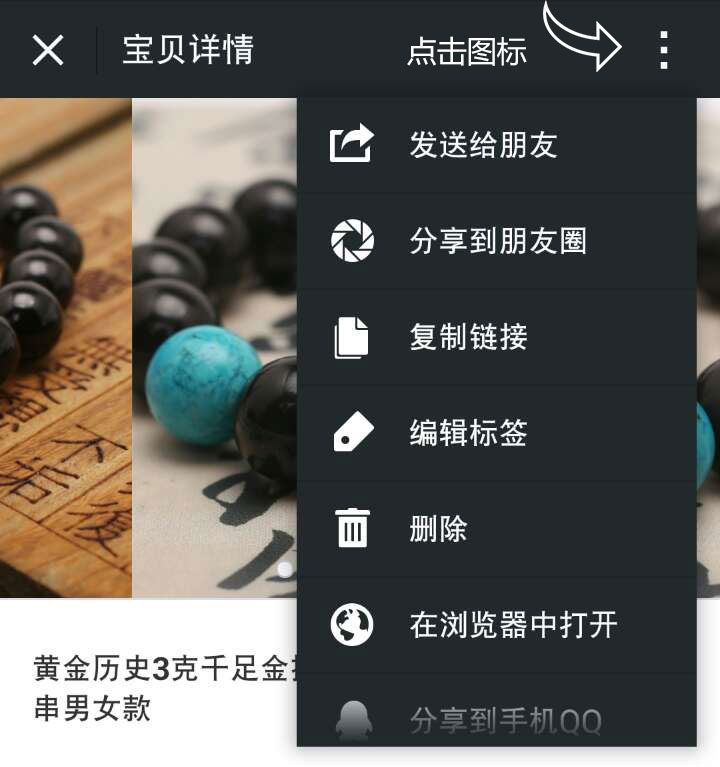 宝贝详情
点击图标
发送给朋友
分享到朋友圈
复制链接
编辑标签
删除
在浏览器中打开
分享到手机QQ
黄金历史3克千足金
串男女款